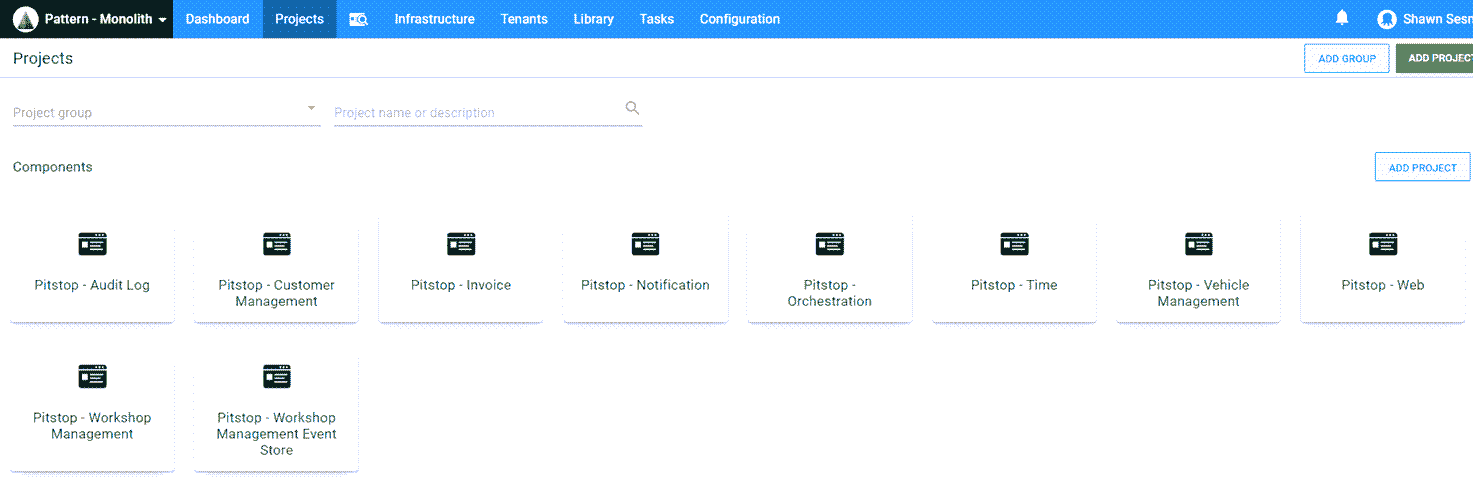 Pattern - Monolith Dashboard Projects Infrastructure Tenants Library Tasks Configuration Shawn Sesn
Projects ADD GROUP ADD PROJECT
Project group Project name or description
Components ADD PROJECT
Pitstop - Audit Log
Pitstop - Customer
Management
Pitstop - Invoice
Pitstop - Notification
Pitstop -
Orchestration
Pitstop - Time
Pitstop - Vehicle
Management
Pitstop - Web
Pitstop - Workshop
Management
Pitstop - Workshop
Management Event
Store